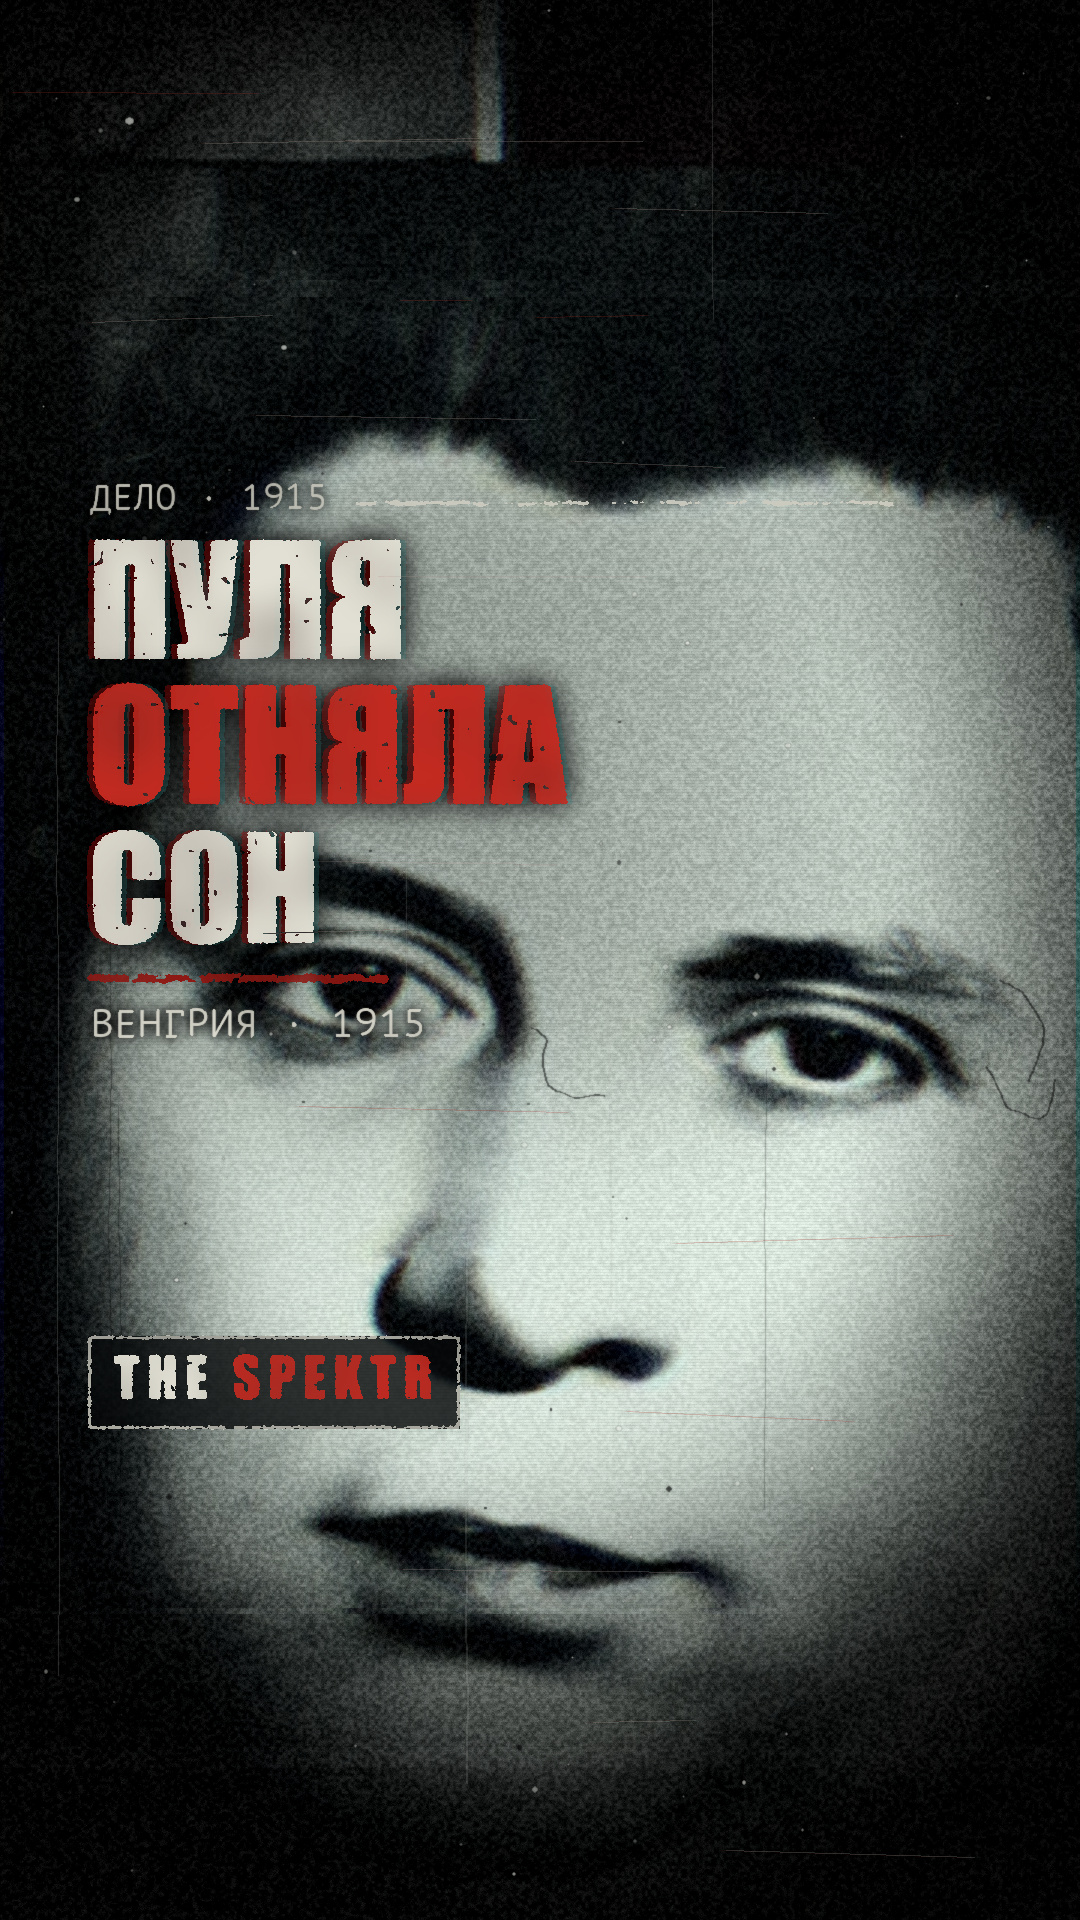 ДЕЛО · 1915
ПУЛЯ
ОТНЯЛА
СОН
ВЕНГРИЯ · 1915
THE SPEKTR